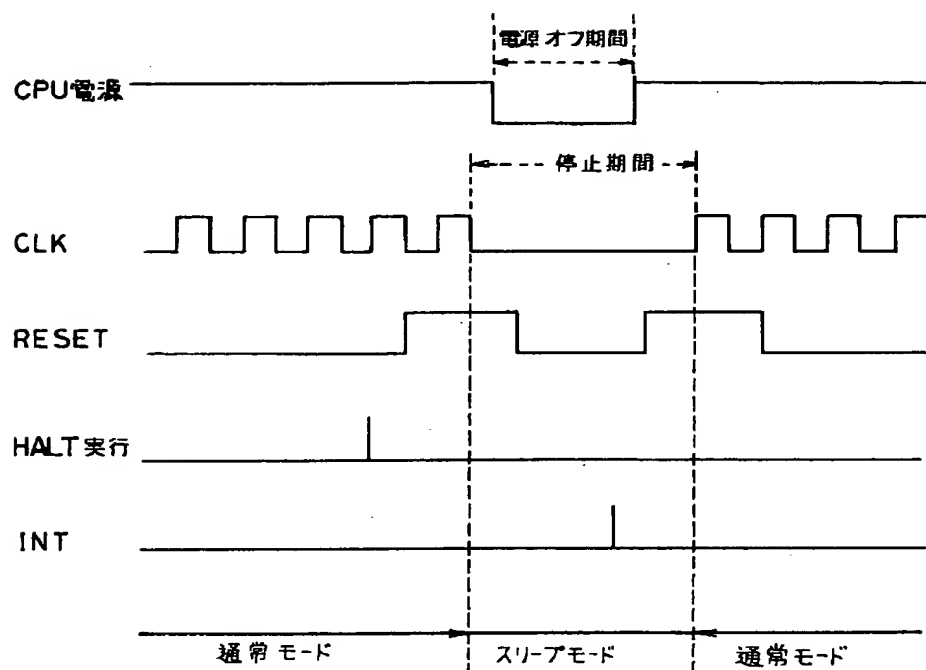 電源オフ期間
CPU電源
停止期間
CLK
RESET
HALT実行
INT
通常モード
スリープモード
通常モード